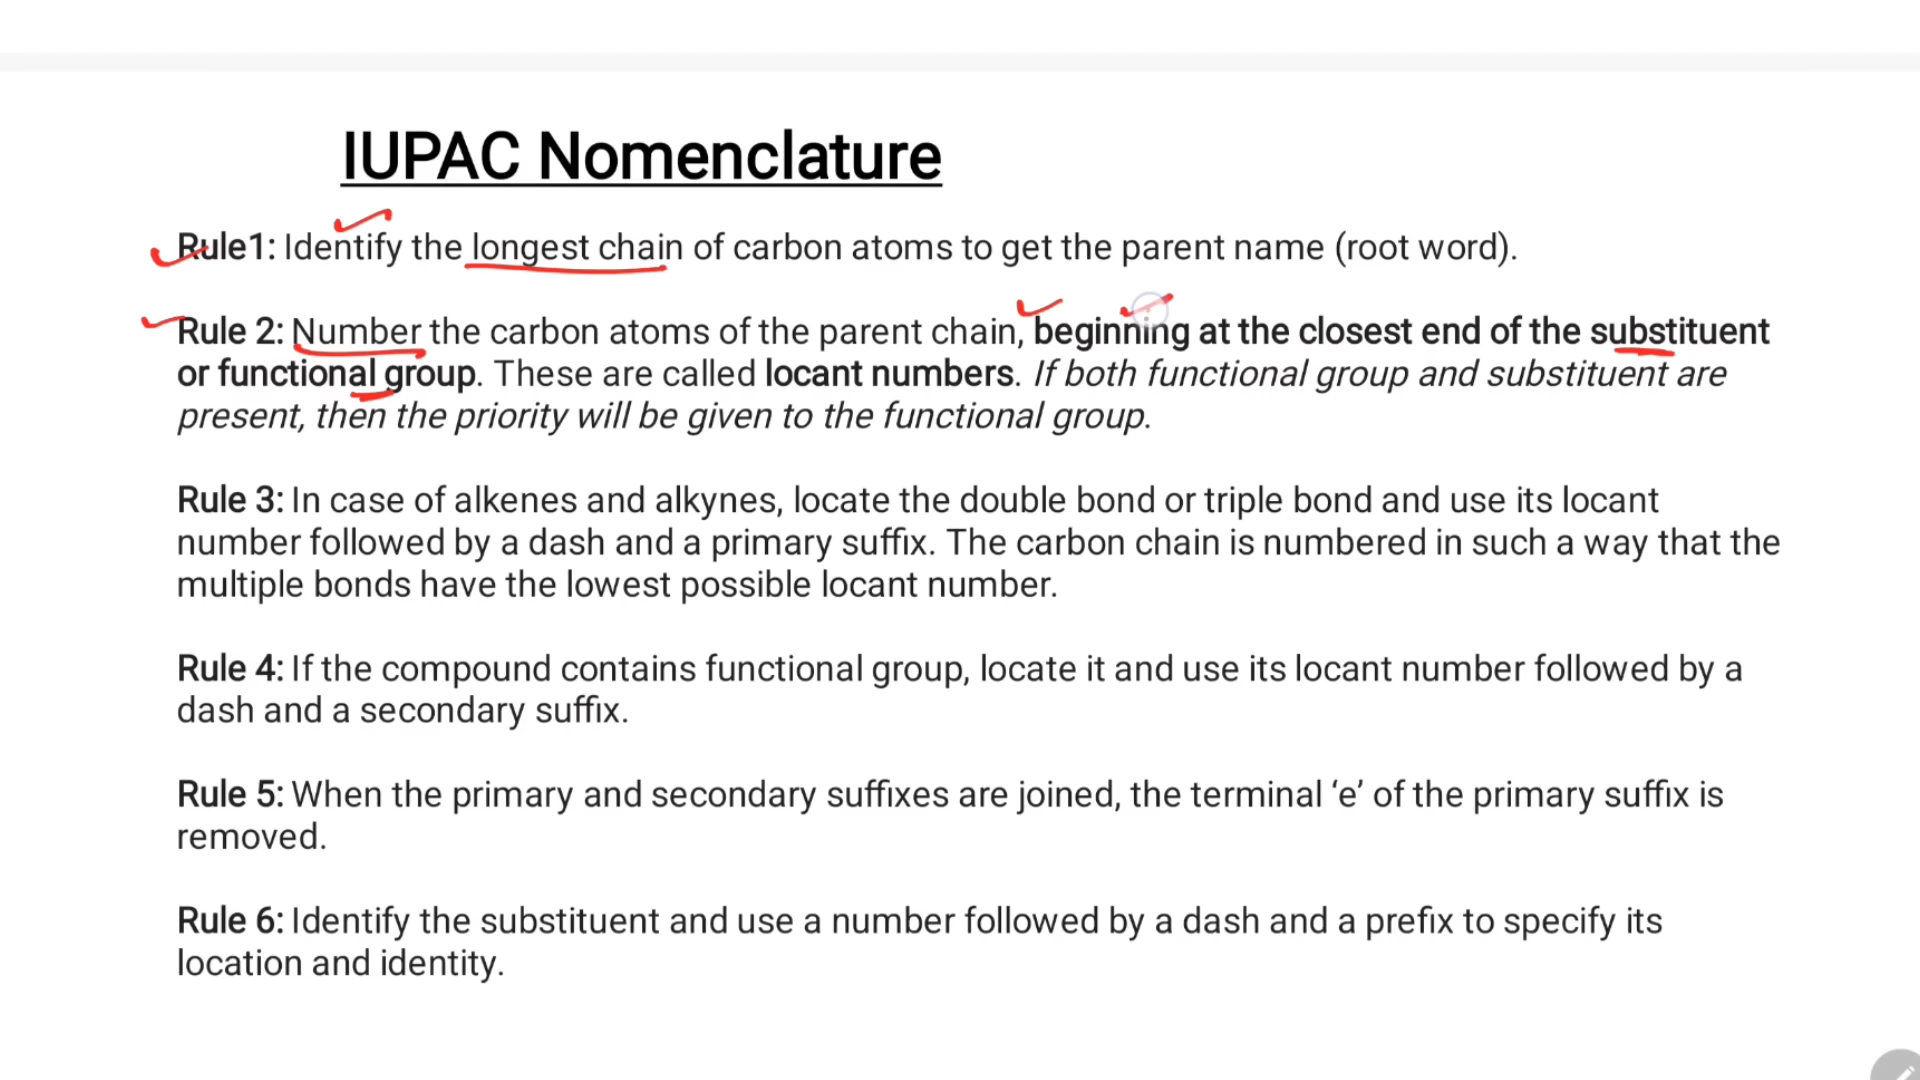 IUPAC Nomenclature
Rule1: Identify the longest chain of carbon atoms to get the parent name (root word).
Rule 2: Number the carbon atoms of the parent chain, beginning at the closest end of the substituent
or functional group. These are called locant numbers. If both functional group and substituent are
present, then the priority will be given to the functional group.
Rule 3: In case of alkenes and alkynes, locate the double bond or triple bond and use its locant
number followed by a dash and a primary suffix. The carbon chain is numbered in such a way that the
multiple bonds have the lowest possible locant number.
Rule 4: If the compound contains functional group, locate it and use its locant number followed by a
dash and a secondary suffix.
Rule 5: When the primary and secondary suffixes are joined, the terminal ‘e’ of the primary suffix is
removed.
Rule 6: Identify the substituent and use a number followed by a dash and a prefix to specify its
location and identity.